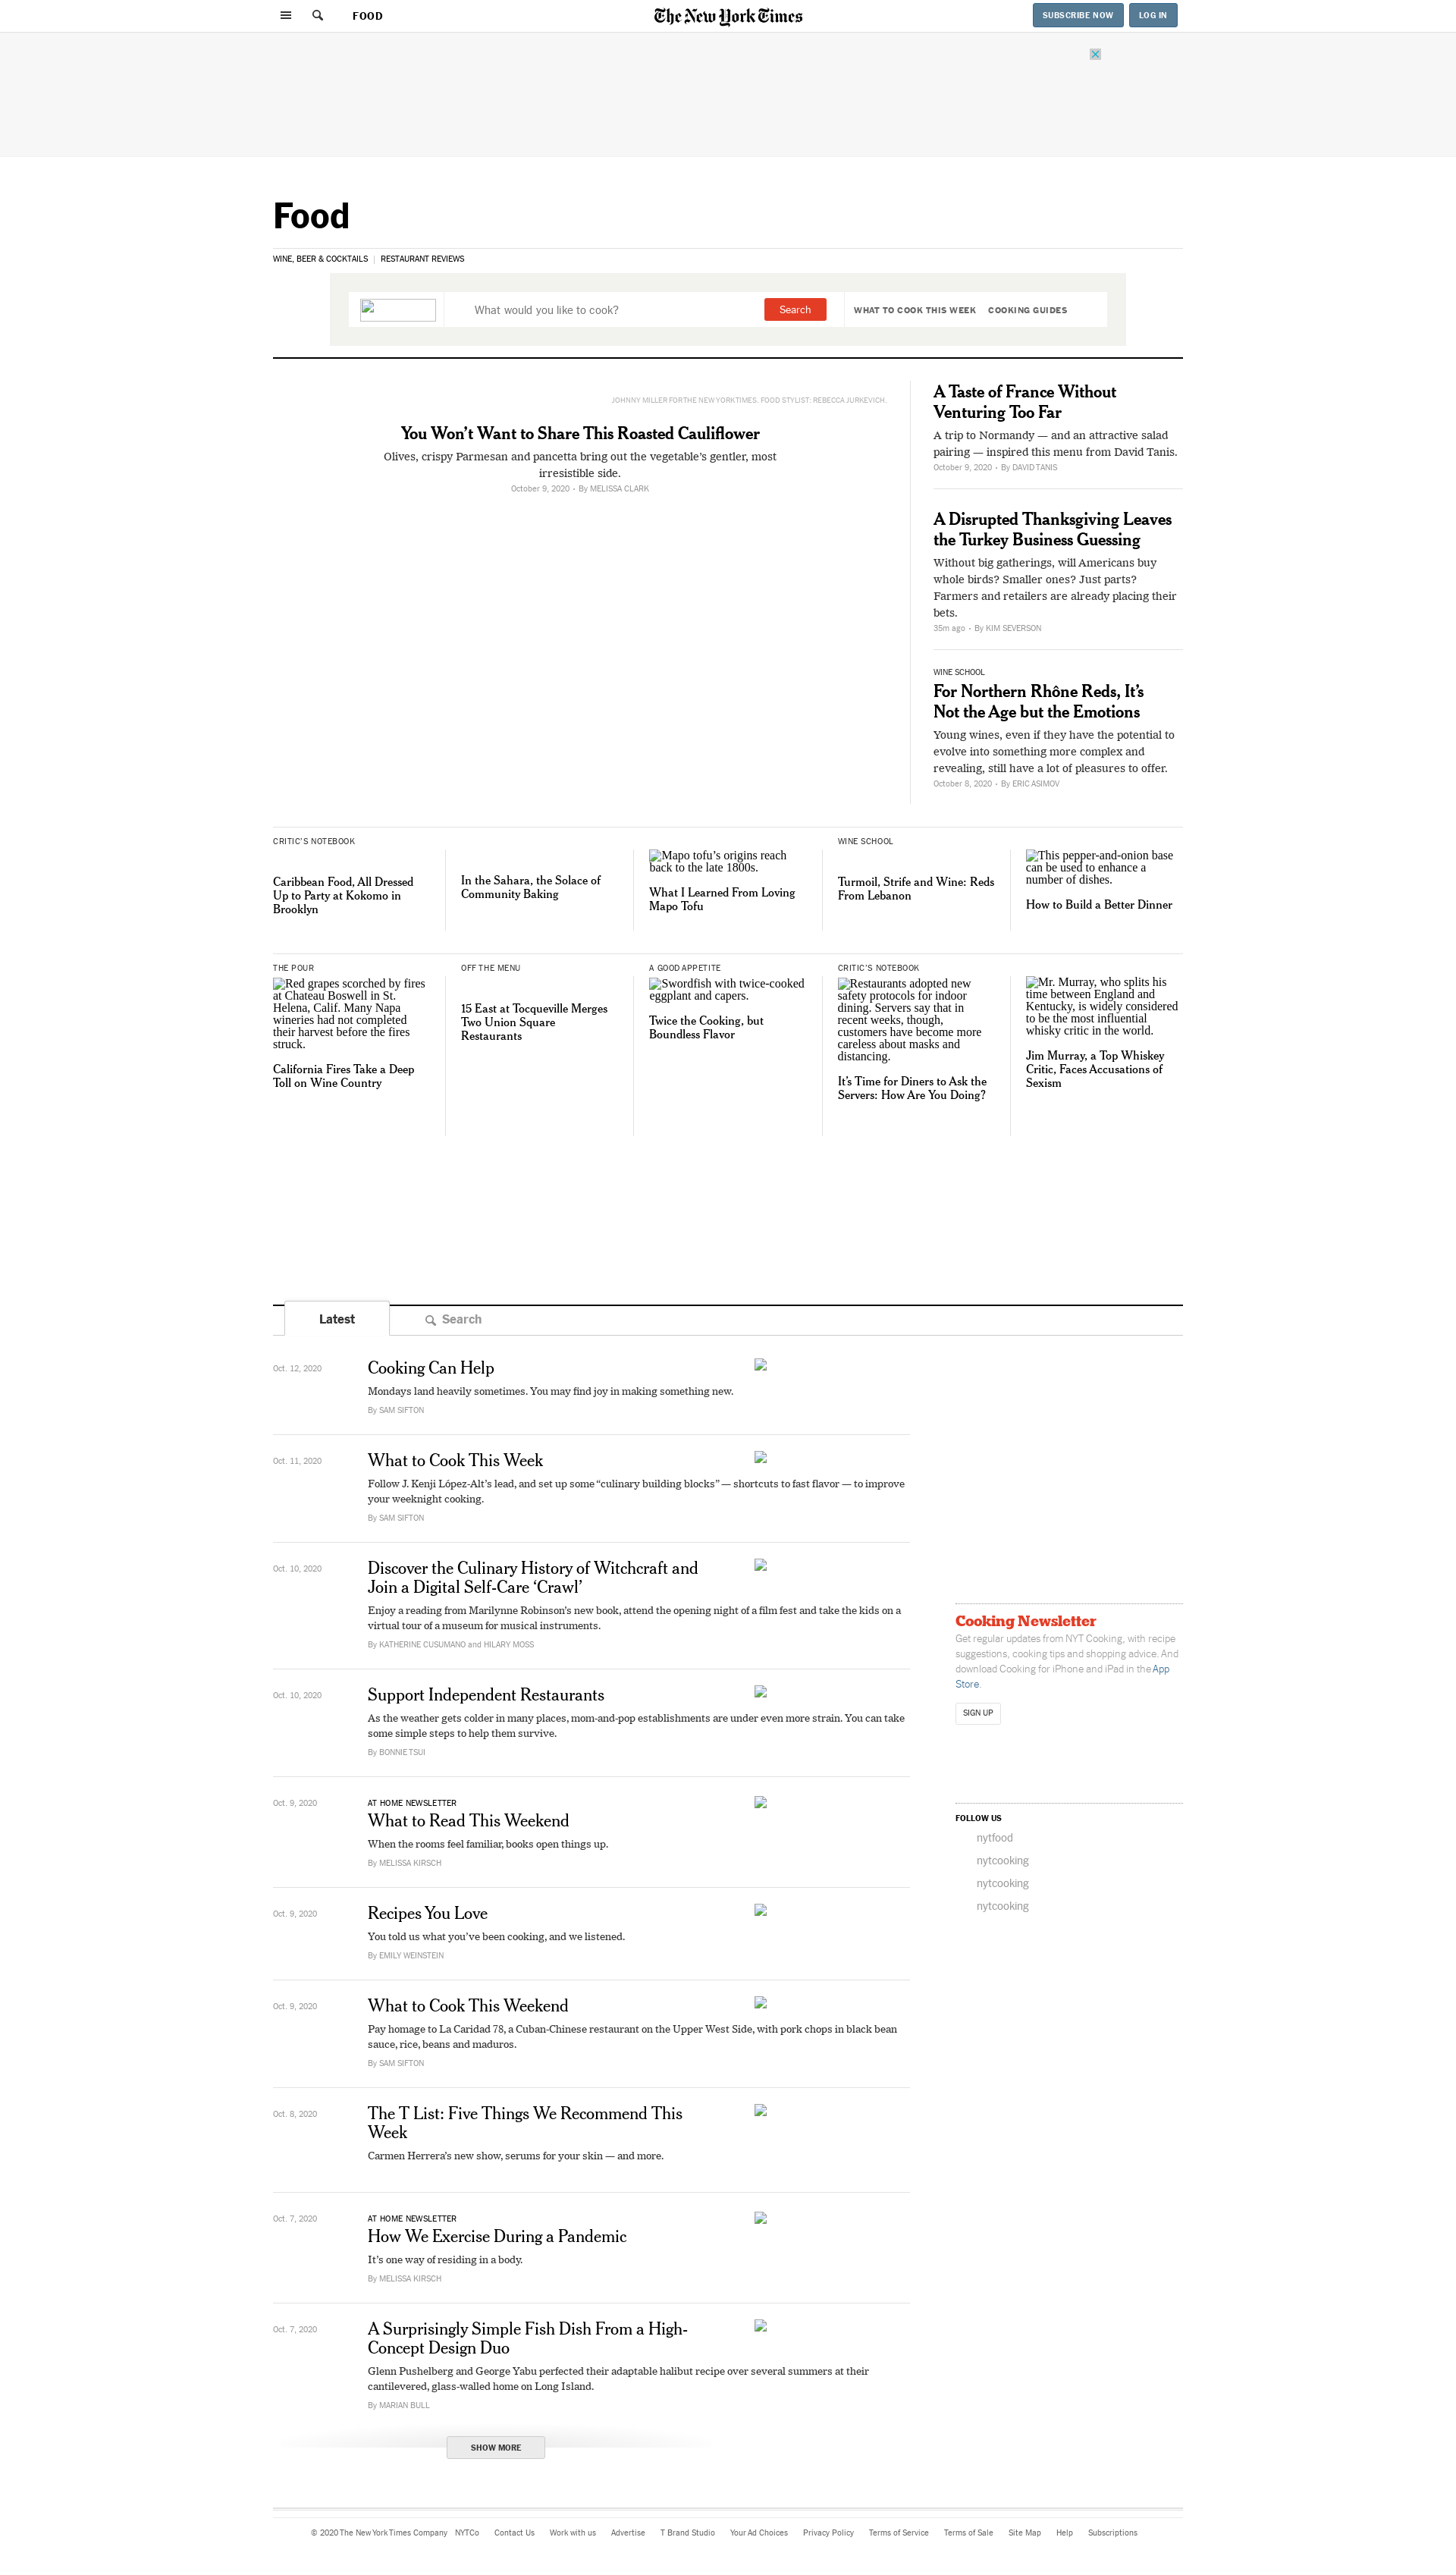 FOOD
The New York Times
SUBSCRIBE NOW
LOG IN
Food
WINE, BEER & COCKTAILS | RESTAURANT REVIEWS
What would you like to cook?
Search
WHAT TO COOK THIS WEEK
COOKING GUIDES
JOHNNY MILLER FOR THE NEW YORK TIMES. FOOD STYLIST: REBECCA JURKEVICH.
You Won’t Want to Share This Roasted Cauliflower
Olives, crispy Parmesan and pancetta bring out the vegetable’s gentler, most
irresistible side.
October 9, 2020 • By MELISSA CLARK
A Taste of France Without
Venturing Too Far
A trip to Normandy — and an attractive salad
pairing — inspired this menu from David Tanis.
October 9, 2020 • By DAVID TANIS
A Disrupted Thanksgiving Leaves
the Turkey Business Guessing
Without big gatherings, will Americans buy
whole birds? Smaller ones? Just parts?
Farmers and retailers are already placing their
bets.
35m ago • By KIM SEVERSON
WINE SCHOOL
For Northern Rhône Reds, It’s
Not the Age but the Emotions
Young wines, even if they have the potential to
evolve into something more complex and
revealing, still have a lot of pleasures to offer.
October 8, 2020 • By ERIC ASIMOV
CRITIC’S NOTEBOOK
Caribbean Food, All Dressed
Up to Party at Kokomo in
Brooklyn
In the Sahara, the Solace of
Community Baking
Mapo tofu’s origins reach
back to the late 1800s.
What I Learned From Loving
Mapo Tofu
WINE SCHOOL
Turmoil, Strife and Wine: Reds
From Lebanon
This pepper-and-onion base
can be used to enhance a
number of dishes.
How to Build a Better Dinner
THE POUR
Red grapes scorched by fires
at Chateau Boswell in St.
Helena, Calif. Many Napa
wineries had not completed
their harvest before the fires
struck.
California Fires Take a Deep
Toll on Wine Country
OFF THE MENU
15 East at Tocqueville Merges
Two Union Square
Restaurants
A GOOD APPETITE
Swordfish with twice-cooked
eggplant and capers.
Twice the Cooking, but
Boundless Flavor
CRITIC’S NOTEBOOK
Restaurants adopted new
safety protocols for indoor
dining. Servers say that in
recent weeks, though,
customers have become more
careless about masks and
distancing.
It’s Time for Diners to Ask the
Servers: How Are You Doing?
Mr. Murray, who splits his
time between England and
Kentucky, is widely considered
to be the most influential
whisky critic in the world.
Jim Murray, a Top Whiskey
Critic, Faces Accusations of
Sexism
Latest
Search
Oct. 12, 2020
Cooking Can Help
Mondays land heavily sometimes. You may find joy in making something new.
By SAM SIFTON
Oct. 11, 2020
What to Cook This Week
Follow J. Kenji López-Alt’s lead, and set up some “culinary building blocks” — shortcuts to fast flavor — to improve
your weeknight cooking.
By SAM SIFTON
Oct. 10, 2020
Discover the Culinary History of Witchcraft and
Join a Digital Self-Care ‘Crawl’
Enjoy a reading from Marilynne Robinson’s new book, attend the opening night of a film fest and take the kids on a
virtual tour of a museum for musical instruments.
By KATHERINE CUSUMANO and HILARY MOSS
Oct. 10, 2020
Support Independent Restaurants
As the weather gets colder in many places, mom-and-pop establishments are under even more strain. You can take
some simple steps to help them survive.
By BONNIE TSUI
Oct. 9, 2020
AT HOME NEWSLETTER
What to Read This Weekend
When the rooms feel familiar, books open things up.
By MELISSA KIRSCH
Oct. 9, 2020
Recipes You Love
You told us what you’ve been cooking, and we listened.
By EMILY WEINSTEIN
Oct. 9, 2020
What to Cook This Weekend
Pay homage to La Caridad 78, a Cuban-Chinese restaurant on the Upper West Side, with pork chops in black bean
sauce, rice, beans and maduros.
By SAM SIFTON
Oct. 8, 2020
The T List: Five Things We Recommend This
Week
Carmen Herrera’s new show, serums for your skin — and more.
Oct. 7, 2020
AT HOME NEWSLETTER
How We Exercise During a Pandemic
It’s one way of residing in a body.
By MELISSA KIRSCH
Oct. 7, 2020
A Surprisingly Simple Fish Dish From a High-
Concept Design Duo
Glenn Pushelberg and George Yabu perfected their adaptable halibut recipe over several summers at their
cantilevered, glass-walled home on Long Island.
By MARIAN BULL
SHOW MORE
Cooking Newsletter
Get regular updates from NYT Cooking, with recipe
suggestions, cooking tips and shopping advice. And
download Cooking for iPhone and iPad in the App
Store.
SIGN UP
FOLLOW US
nytfood
nytcooking
nytcooking
nytcooking
© 2020 The New York Times Company NYTCo Contact Us Work with us Advertise T Brand Studio Your Ad Choices Privacy Policy Terms of Service Terms of Sale Site Map Help Subscriptions